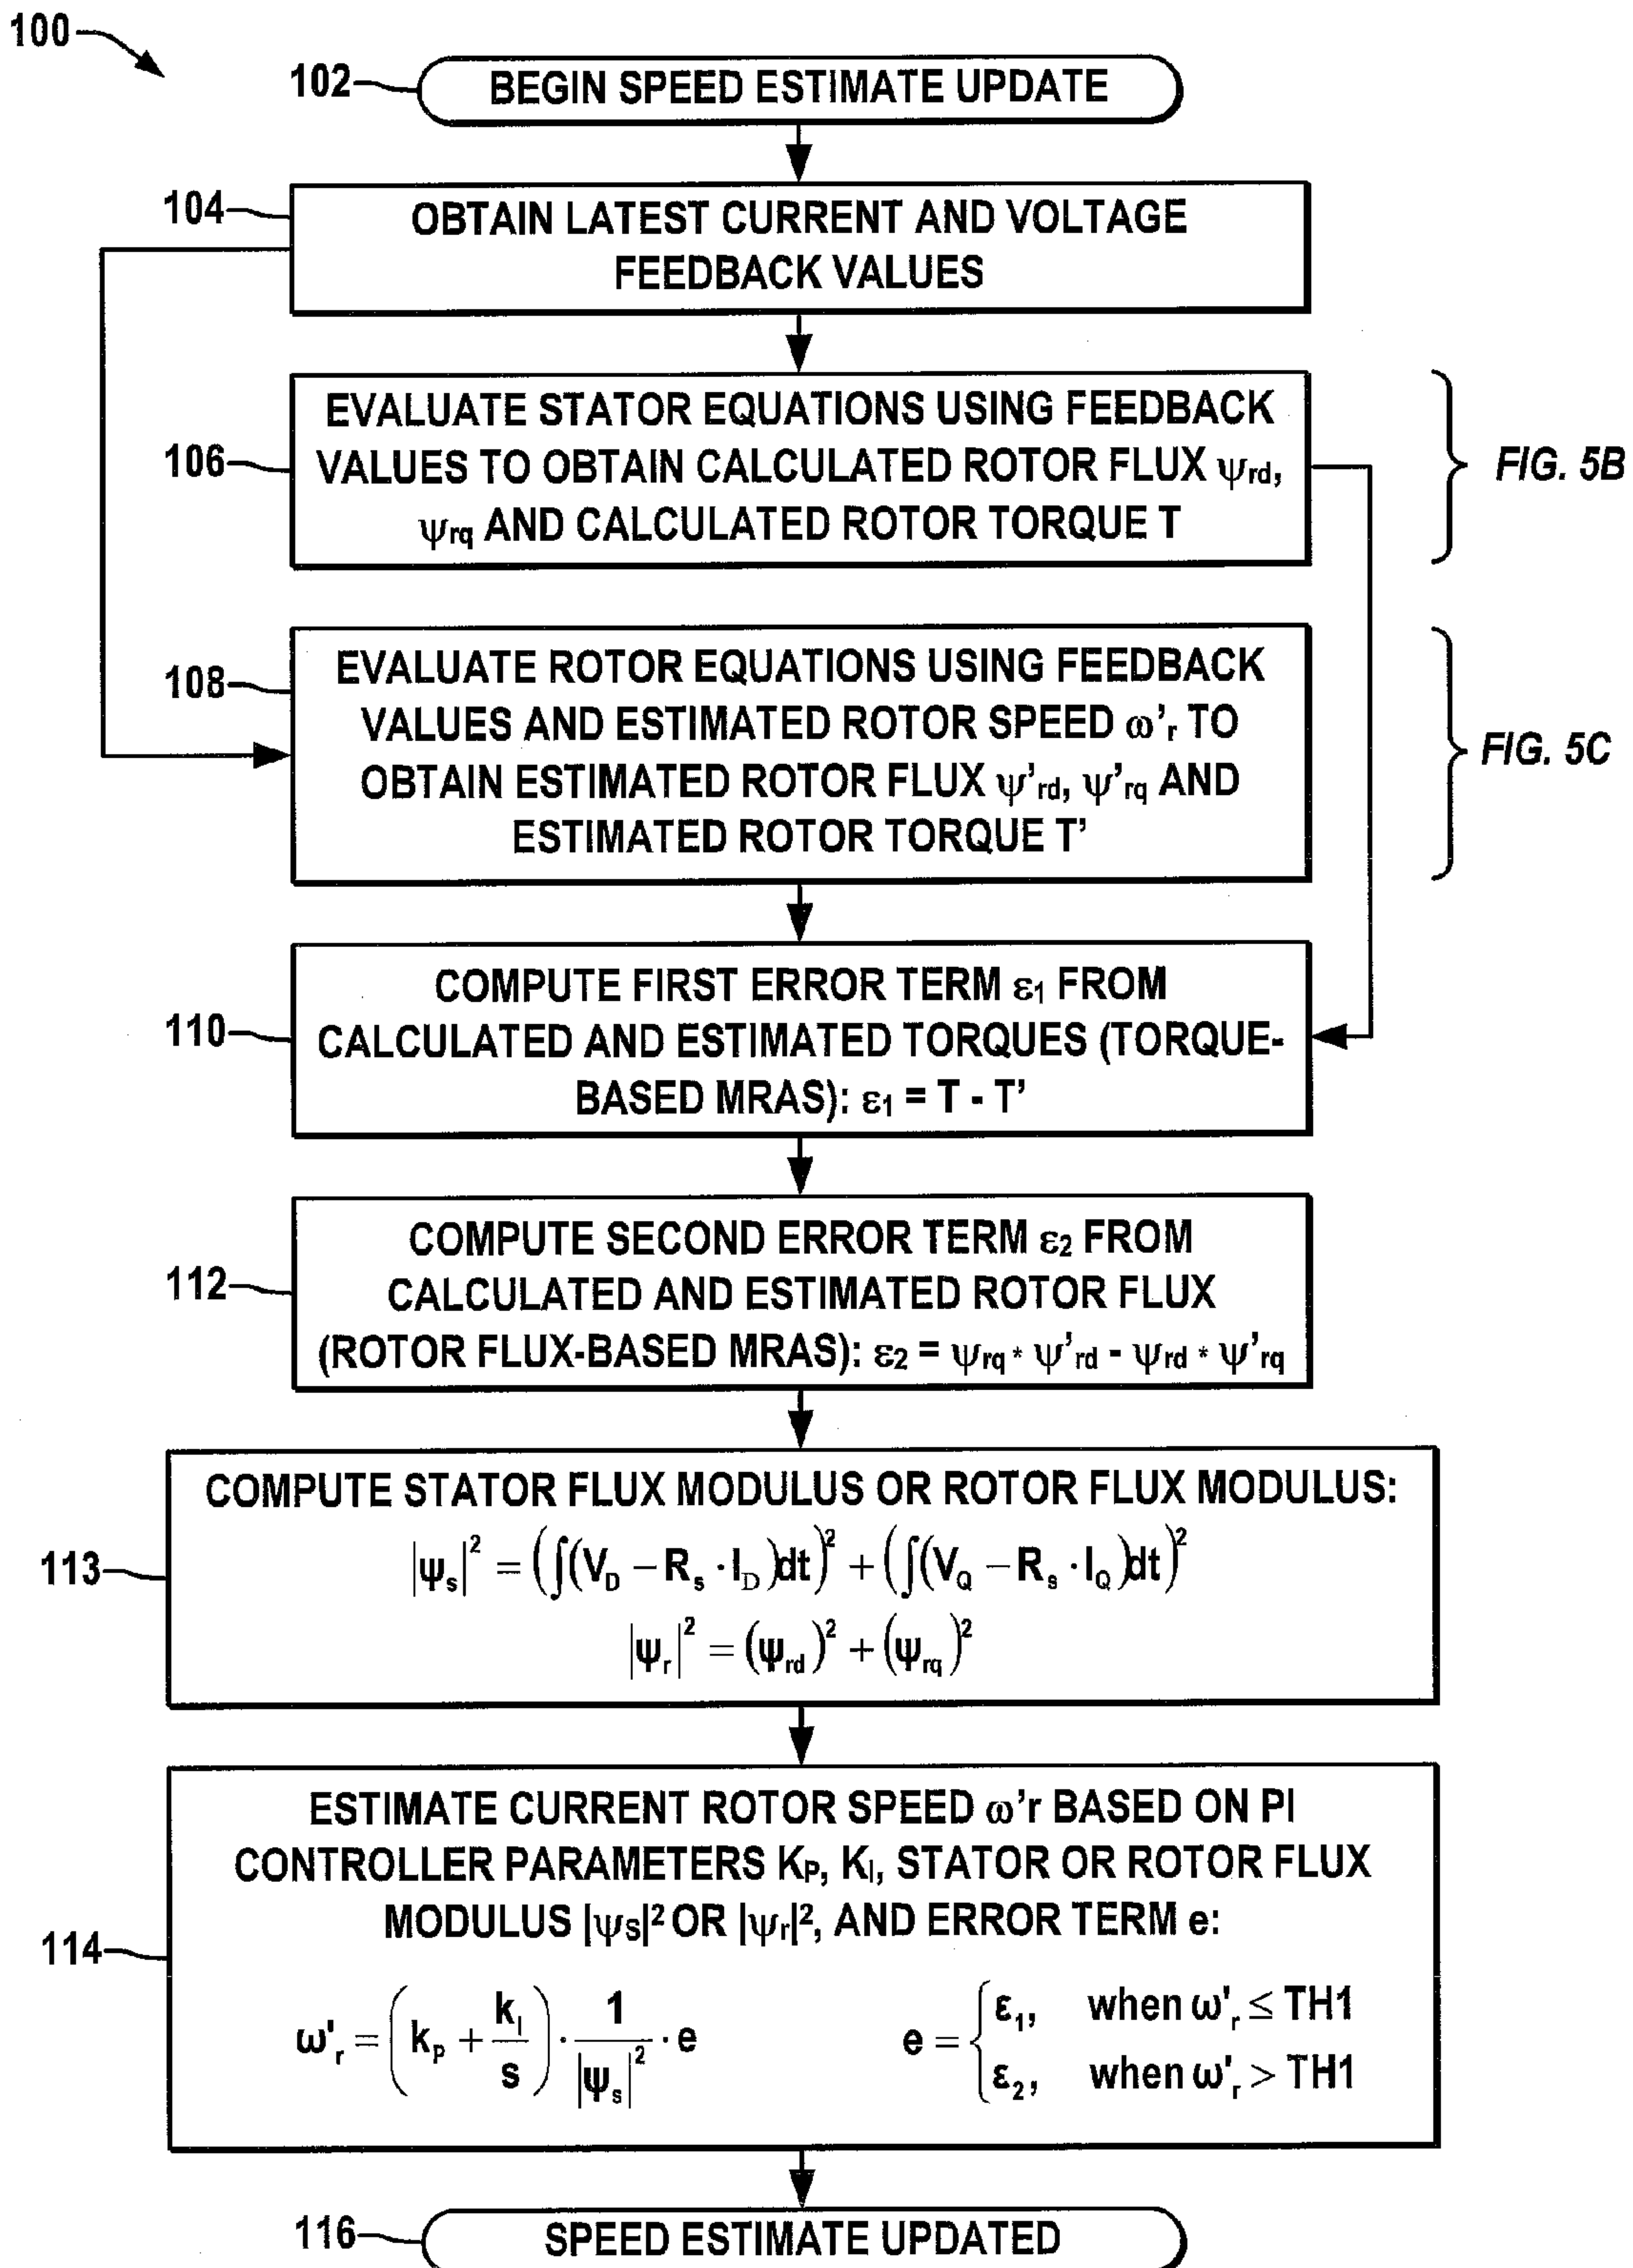 100
102
BEGIN SPEED ESTIMATE UPDATE
104
OBTAIN LATEST CURRENT AND VOLTAGE
FEEDBACK VALUES
106
EVALUATE STATOR EQUATIONS USING FEEDBACK
VALUES TO OBTAIN CALCULATED ROTOR FLUX ψrd,
ψrq AND CALCULATED ROTOR TORQUE T
FIG. 5B
108
EVALUATE ROTOR EQUATIONS USING FEEDBACK
VALUES AND ESTIMATED ROTOR SPEED ω'r TO
OBTAIN ESTIMATED ROTOR FLUX ψ'rd, ψ'rq AND
ESTIMATED ROTOR TORQUE T'
FIG. 5C
110
COMPUTE FIRST ERROR TERM ε1 FROM
CALCULATED AND ESTIMATED TORQUES (TORQUE-
BASED MRAS): ε1 = T - T'
112
COMPUTE SECOND ERROR TERM ε2 FROM
CALCULATED AND ESTIMATED ROTOR FLUX
(ROTOR FLUX-BASED MRAS): ε2 = ψrq * ψ'rd - ψrd * ψ'rq
113
COMPUTE STATOR FLUX MODULUS OR ROTOR FLUX MODULUS:
|ψs|² = (∫(VD − Rs · ID)dt)² + (∫(VQ − Rs · IQ)dt)²
|ψr|² = (ψrd)² + (ψrq)²
114
ESTIMATE CURRENT ROTOR SPEED ω'r BASED ON PI
CONTROLLER PARAMETERS KP, KI, STATOR OR ROTOR FLUX
MODULUS |ψs|² OR |ψr|², AND ERROR TERM e:
ω'r = (kp + kI/s) · 1/|ψs|² · e
e = { ε1, when ω'r ≤ TH1
ε2, when ω'r > TH1
116
SPEED ESTIMATE UPDATED